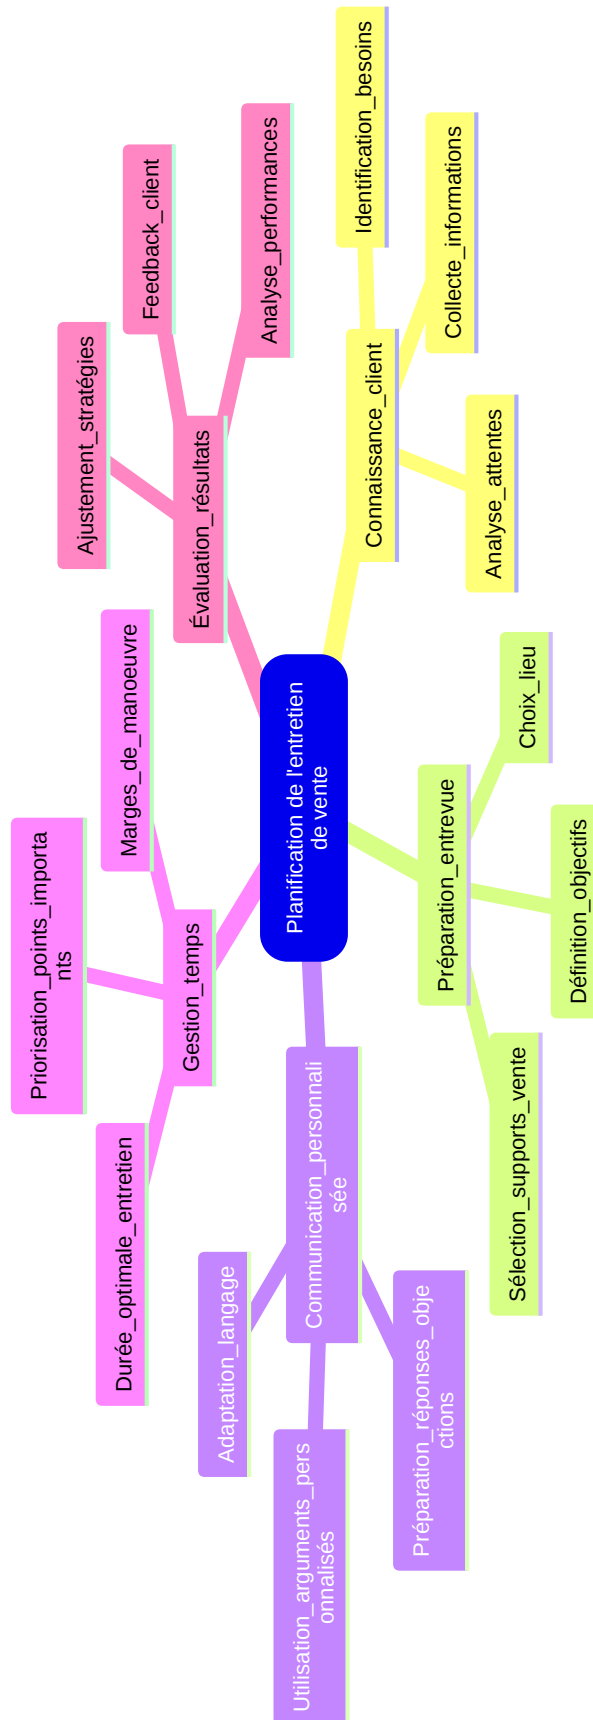 Planification de l'entretien
de vente
Connaissance_client
Identification_besoins
Collecte_informations
Analyse_attentes
Préparation_entrevue
Choix_lieu
Définition_objectifs
Sélection_supports_vente
Communication_personnali
sée
Adaptation_langage
Utilisation_arguments_pers
onnalisés
Préparation_réponses_obje
ctions
Gestion_temps
Durée_optimale_entretien
Priorisation_points_importa
nts
Marges_de_manoeuvre
Évaluation_résultats
Ajustement_stratégies
Feedback_client
Analyse_performances